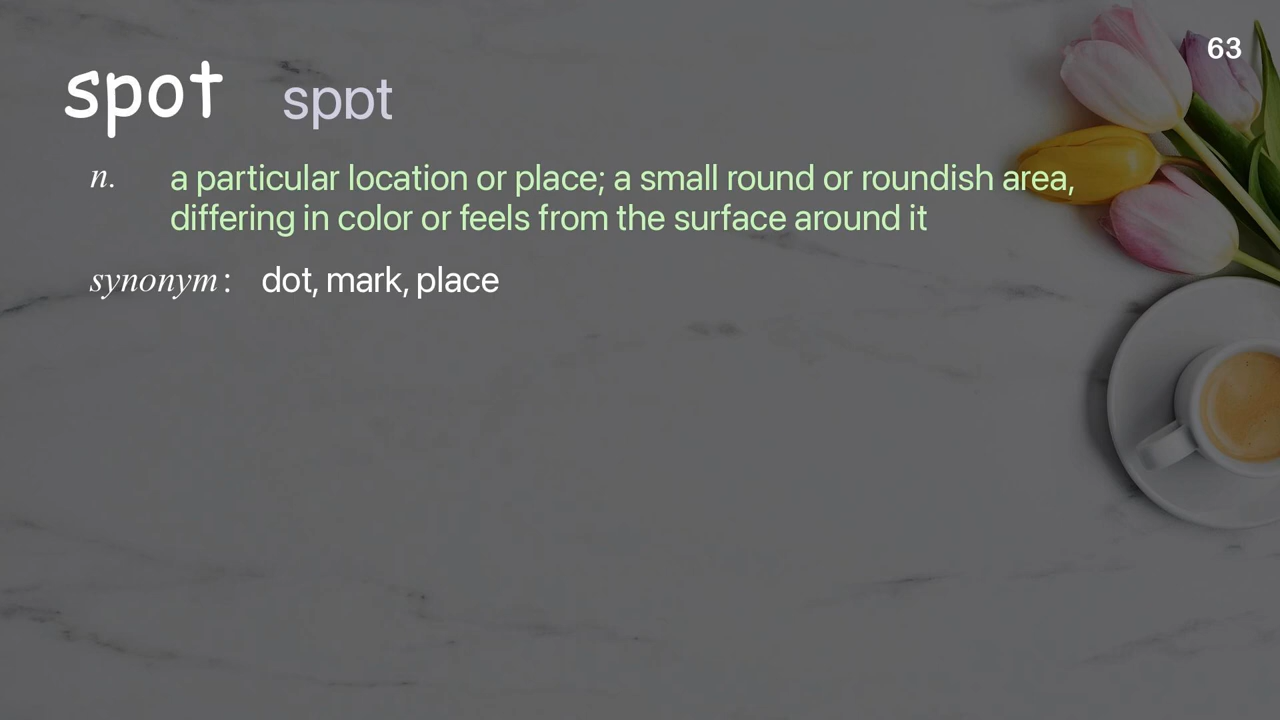 63
spot spɒt
n. a particular location or place; a small round or roundish area,
differing in color or feels from the surface around it
synonym: dot, mark, place